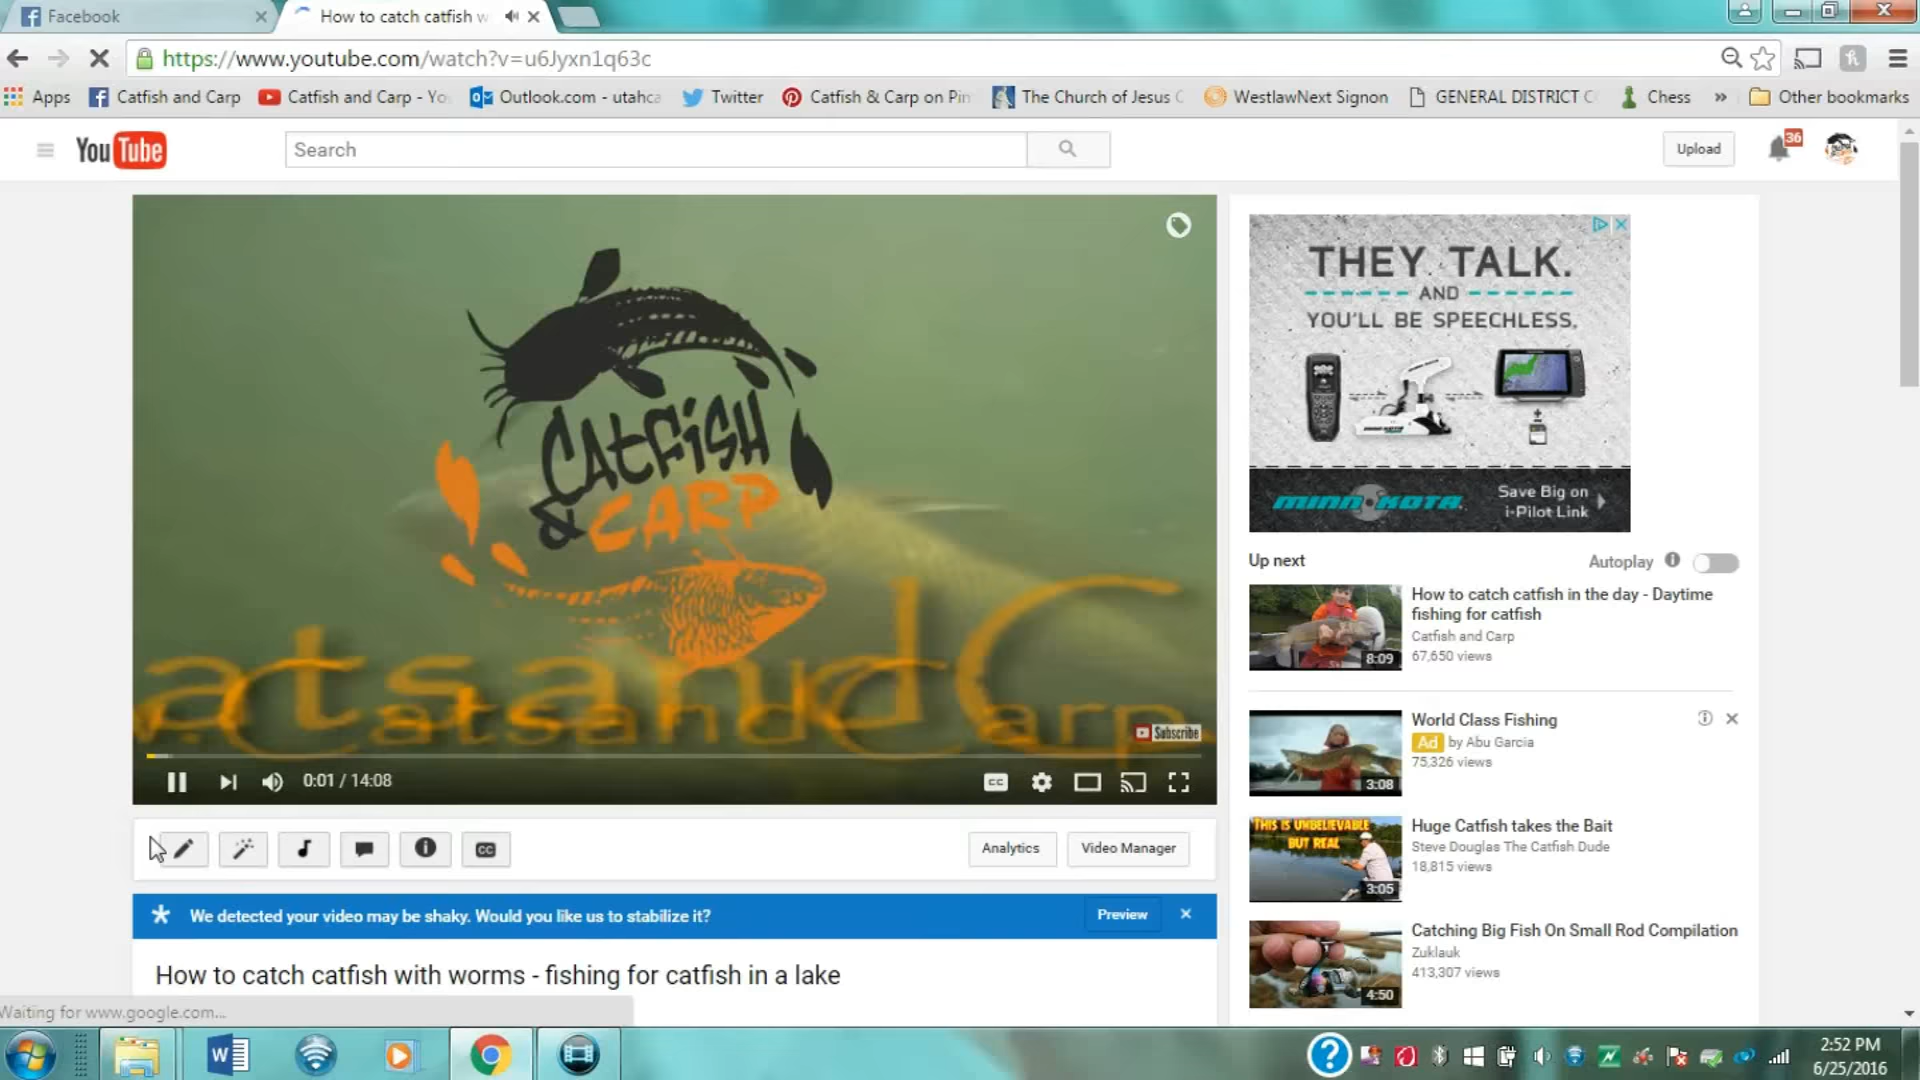 Facebook
How to catch catfish w
https://www.youtube.com/watch?v=u6Jyxn1q63c
Apps
Catfish and Carp
Catfish and Carp - Yo
Outlook.com - utahca
Twitter
Catfish & Carp on Pin
The Church of Jesus C
WestlawNext Signon
GENERAL DISTRICT C
Chess
»
Other bookmarks
YouTube
Search
Upload
36
CATFISH
& CARP
atsandC
.CatsandCarp
Subscribe
0:01 / 14:08
CC
CC
Analytics
Video Manager
We detected your video may be shaky. Would you like us to stabilize it?
Preview
How to catch catfish with worms - fishing for catfish in a lake
Waiting for www.google.com...
THEY TALK.
AND
YOU'LL BE SPEECHLESS.
MINN KOTA
Save Big on
i-Pilot Link
Up next
Autoplay
How to catch catfish in the day - Daytime
fishing for catfish
Catfish and Carp
67,650 views
8:09
World Class Fishing
Ad by Abu Garcia
75,326 views
3:08
THIS IS UNBELIEVABLE
BUT REAL
Huge Catfish takes the Bait
Steve Douglas The Catfish Dude
18,815 views
3:05
Catching Big Fish On Small Rod Compilation
Zuklauk
413,307 views
4:50
W
?
2:52 PM
6/25/2016